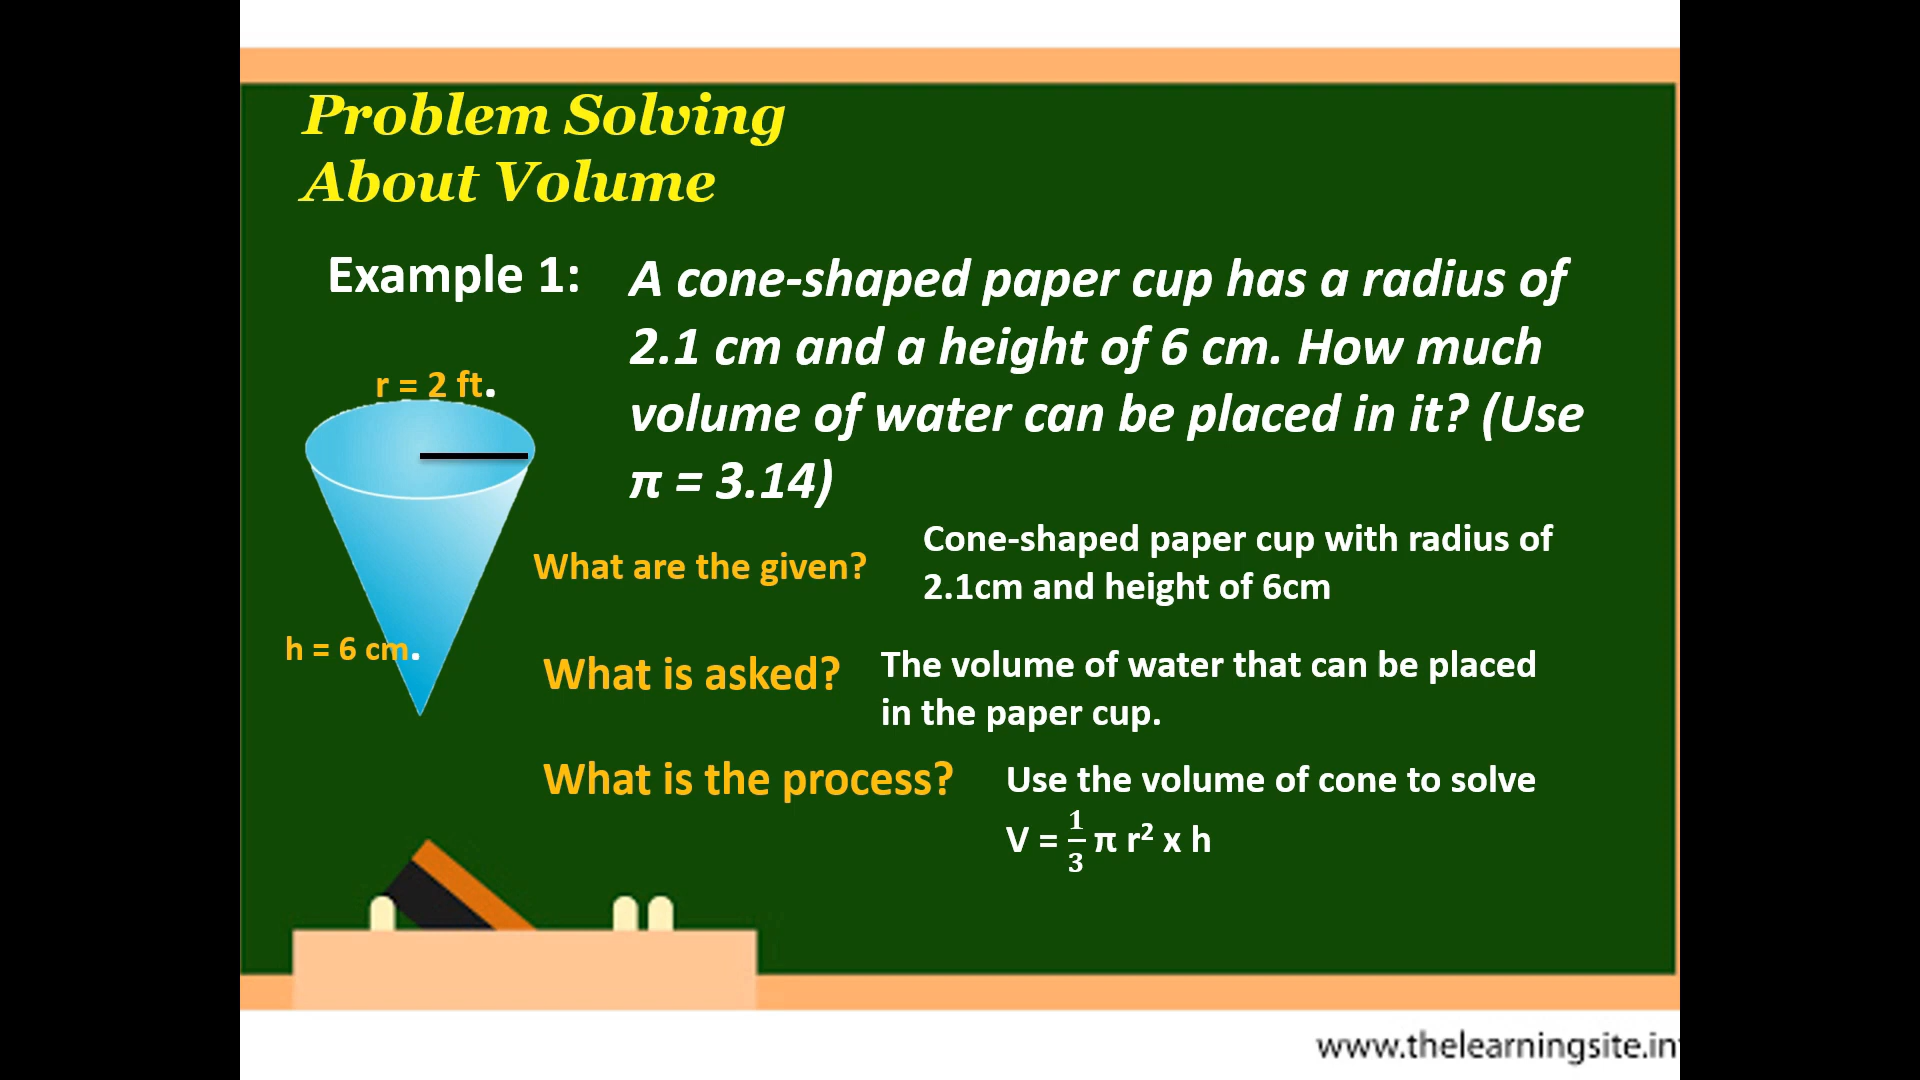 Problem Solving
About Volume
Example 1:
A cone-shaped paper cup has a radius of
2.1 cm and a height of 6 cm. How much
volume of water can be placed in it? (Use
π = 3.14)
r = 2 ft.
h = 6 cm.
What are the given?
Cone-shaped paper cup with radius of
2.1cm and height of 6cm
What is asked?
The volume of water that can be placed
in the paper cup.
What is the process?
Use the volume of cone to solve
V = 1/3 π r² x h
www.thelearningsite.in